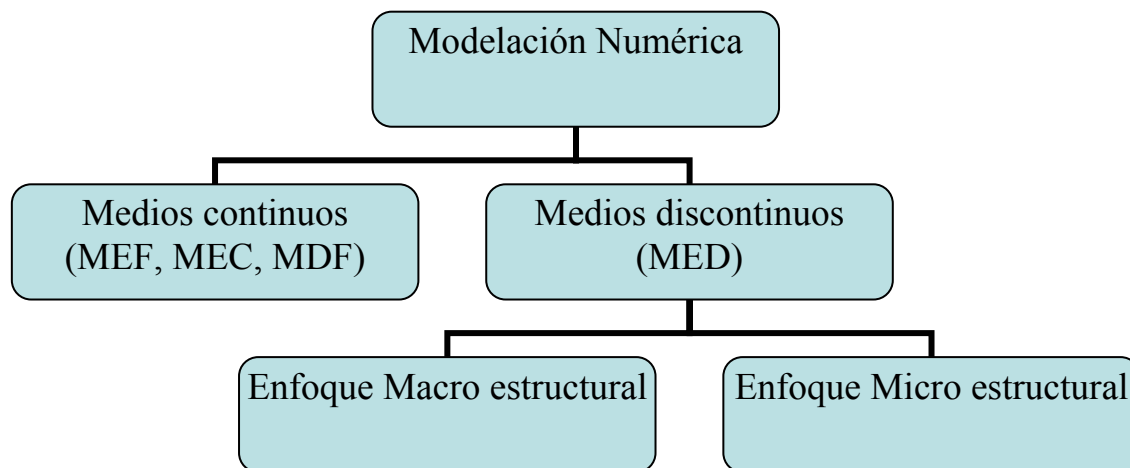 Modelación Numérica
Medios continuos
(MEF, MEC, MDF)
Medios discontinuos
(MED)
Enfoque Macro estructural
Enfoque Micro estructural